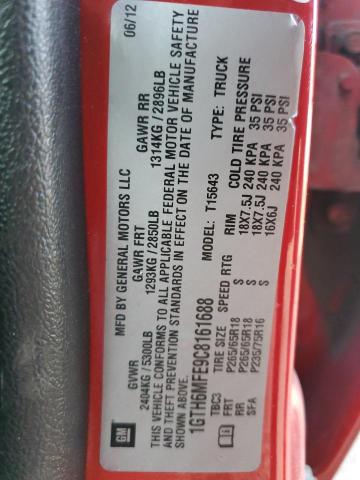 GM MFD BY GENERAL MOTORS LLC 06/12
GVWR GAWR FRT GAWR RR
2404KG/5300LB 1293KG/2850LB 1314KG/2896LB
THIS VEHICLE CONFORMS TO ALL APPLICABLE FEDERAL MOTOR VEHICLE SAFETY
AND THEFT PREVENTION STANDARDS IN EFFECT ON THE DATE OF MANUFACTURE
SHOWN ABOVE.
1GTH6MFE9C8161688 MODEL: T15643 TYPE: TRUCK
TBC3 TIRE SIZE SPEED RTG RIM COLD TIRE PRESSURE
FRT P265/65R18 S 18X7.5J 240 KPA 35 PSI
RR P265/65R18 S 18X7.5J 240 KPA 35 PSI
SFA P235/75R16 S 16X6J 240 KPA 35 PSI